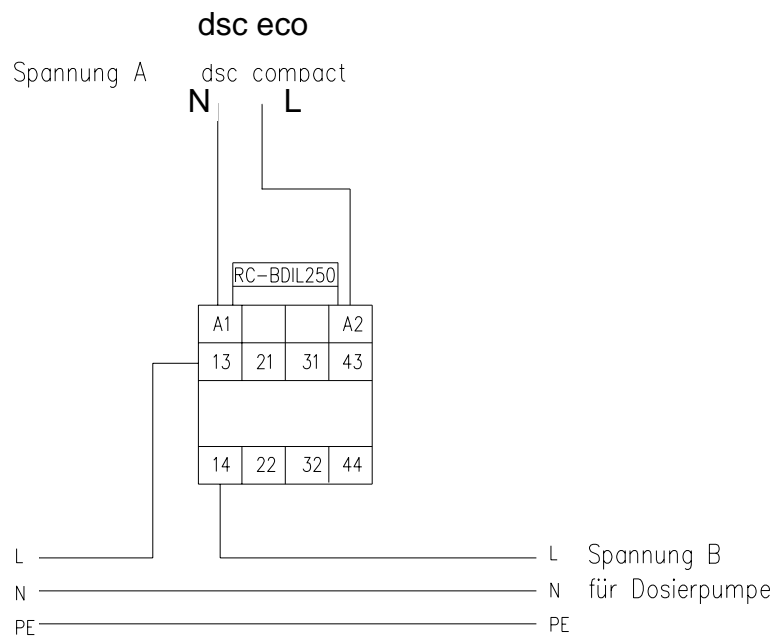 dsc eco
Spannung A dsc compact
N L
RC-BDIL250
A1 A2
13 21 31 43
14 22 32 44
L L Spannung B
N N für Dosierpumpe
PE PE